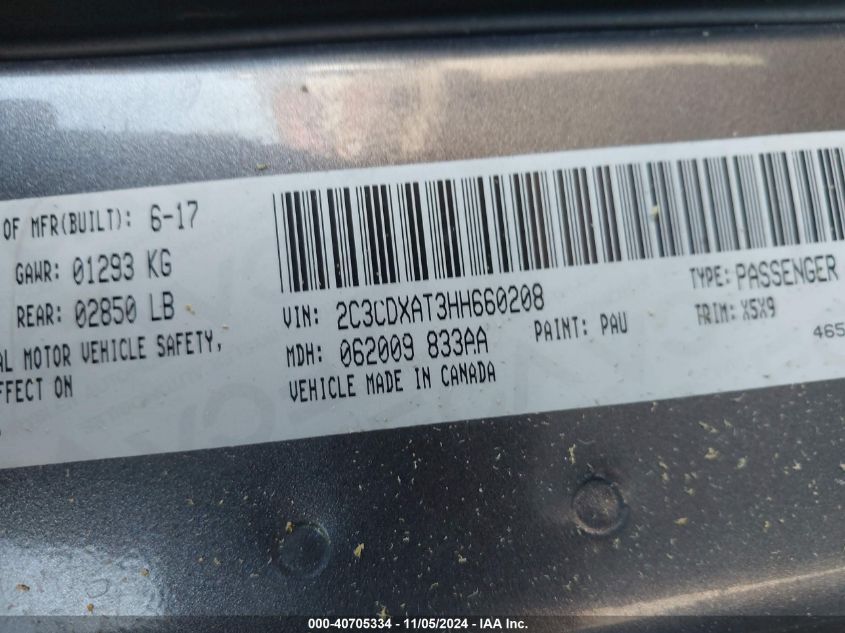 OF MFR(BUILT): 6-17
GAWR: 01293 KG
REAR: 02850 LB
AL MOTOR VEHICLE SAFETY,
FFECT ON
VIN: 2C3CDXAT3HH660208
MDH: 062009 833AA
VEHICLE MADE IN CANADA
PAINT: PAU
TYPE: PASSENGER
TRIM: X5X9
465
000-40705334 - 11/05/2024 - IAA Inc.